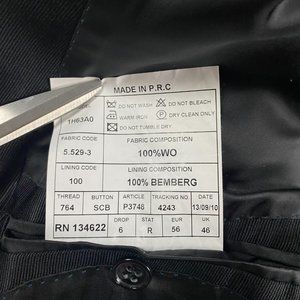 MADE IN P.R.C
MODEL
1H63A0
DO NOT WASH DO NOT BLEACH
WARM IRON DRY CLEAN ONLY
DO NOT TUMBLE DRY
FABRIC CODE FABRIC COMPOSITION
5.529-3 100%WO
LINING CODE LINING COMPOSITION
100 100% BEMBERG
THREAD BUTTON ARTICLE TRACKING NO. DATE
764 SCB P3748 4243 13/09/10
RN 134622 DROP STAT EUR UK
6 R 56 46